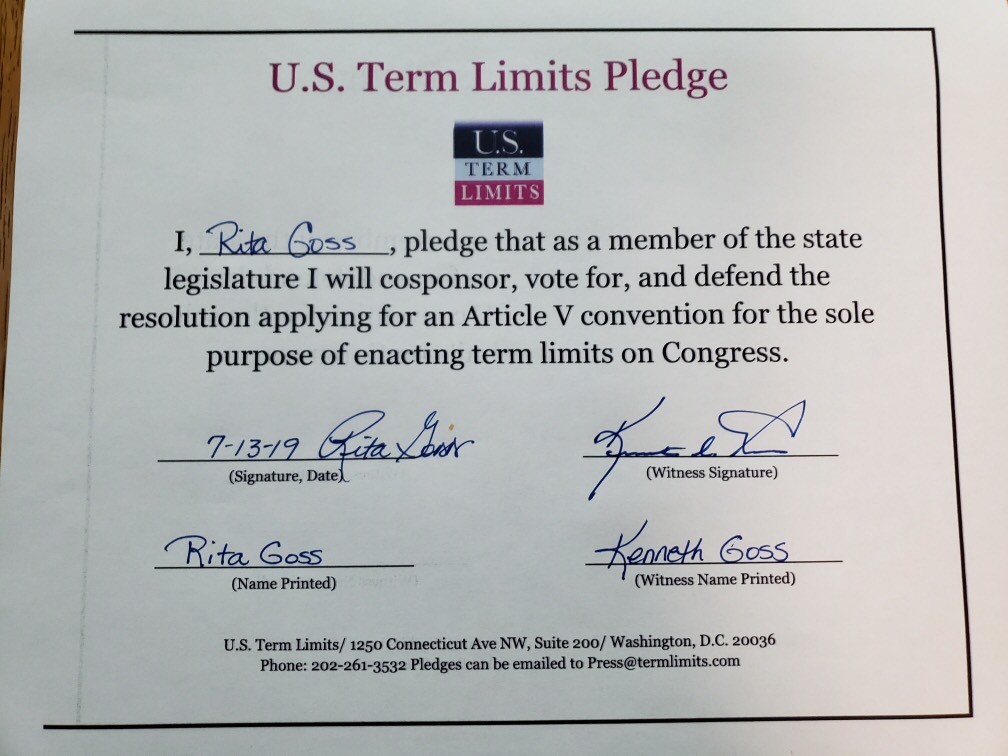 U.S. Term Limits Pledge
U.S.
TERM
LIMITS
I, Rita Goss, pledge that as a member of the state
legislature I will cosponsor, vote for, and defend the
resolution applying for an Article V convention for the sole
purpose of enacting term limits on Congress.
7-13-19 Rita Goss
(Signature, Date)
(Witness Signature)
Rita Goss
Kenneth Goss
(Name Printed)
(Witness Name Printed)
U.S. Term Limits/ 1250 Connecticut Ave NW, Suite 200/ Washington, D.C. 20036
Phone: 202-261-3532 Pledges can be emailed to Press@termlimits.com